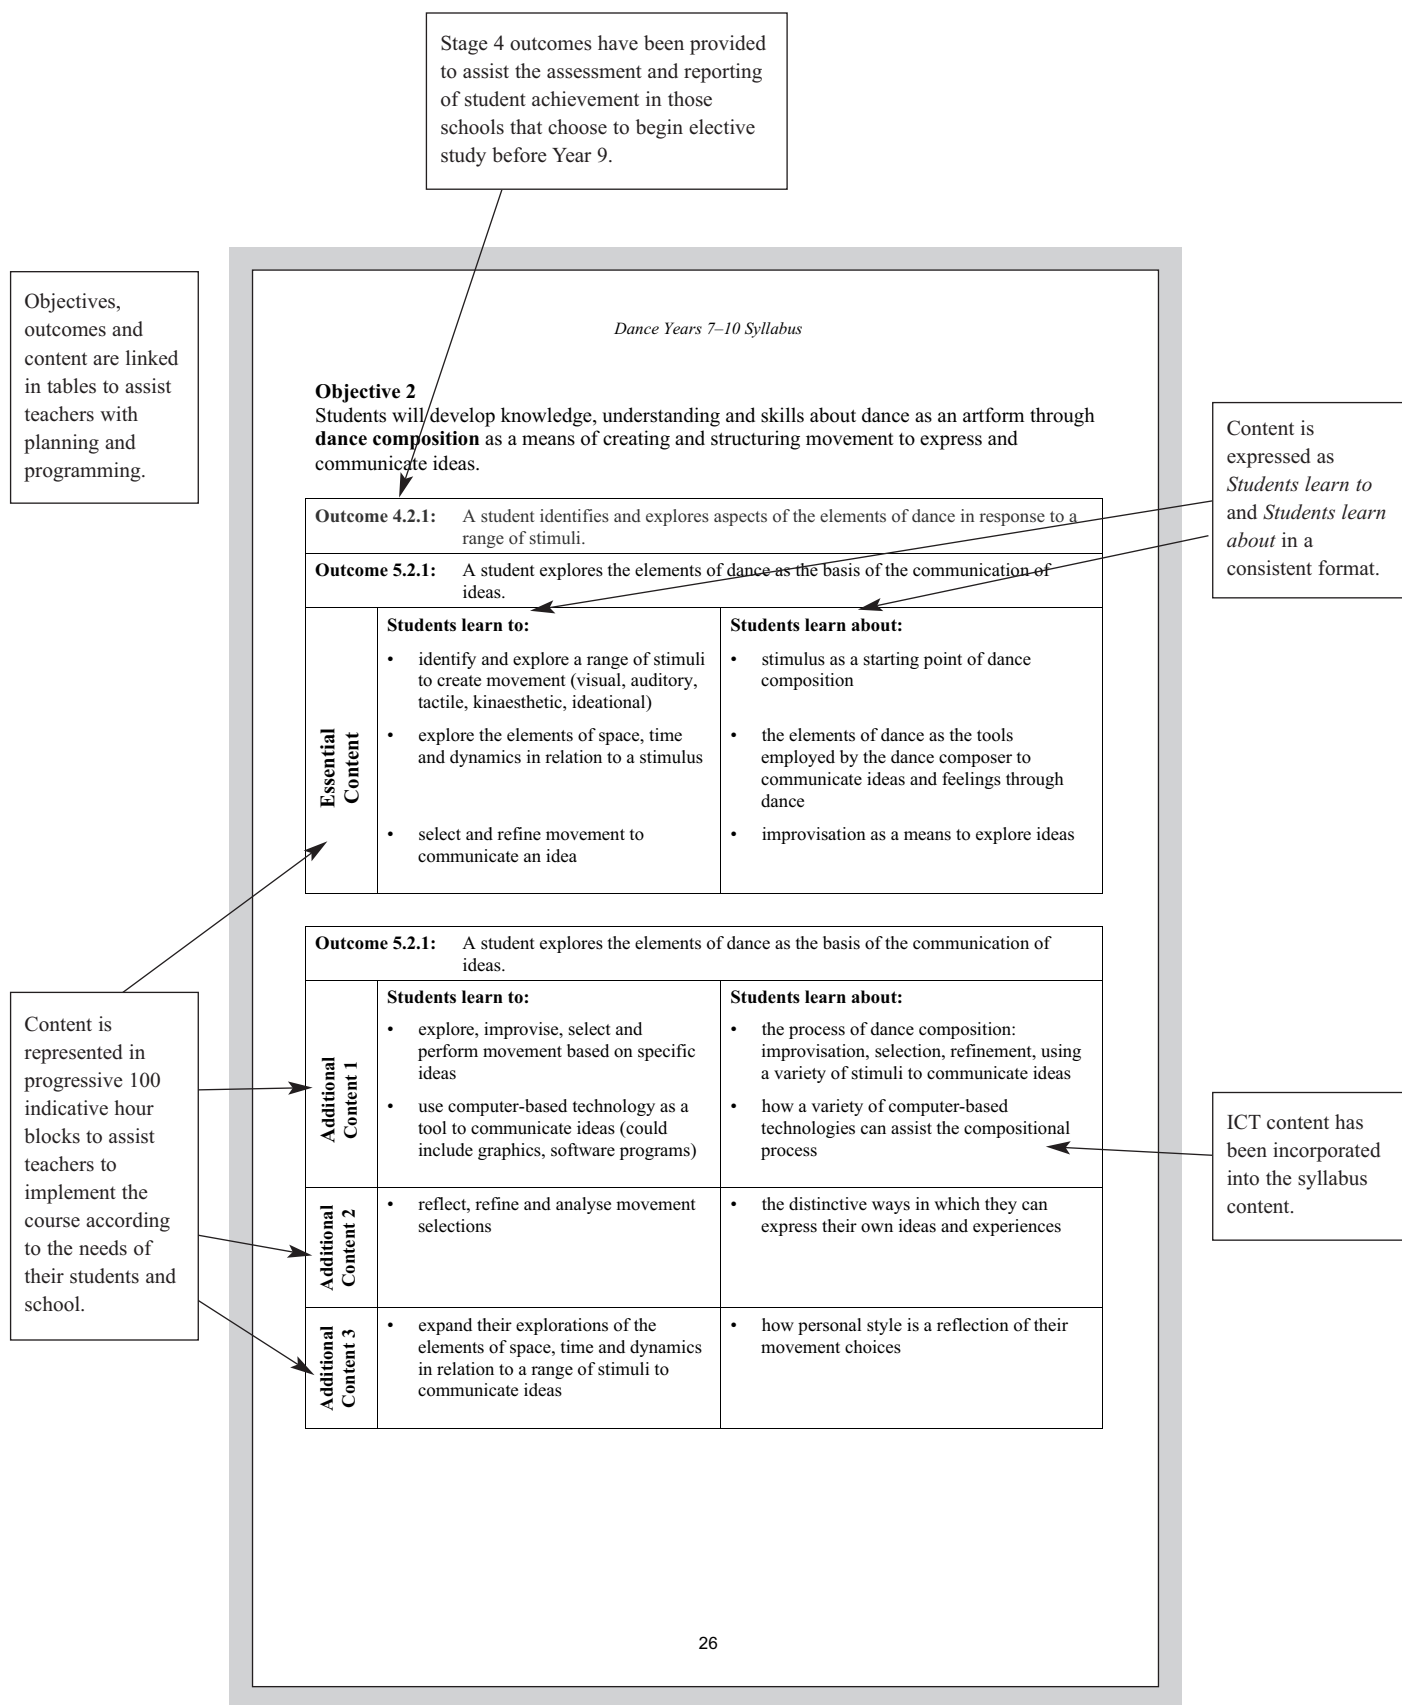 Stage 4 outcomes have been provided
to assist the assessment and reporting
of student achievement in those
schools that choose to begin elective
study before Year 9.
Objectives,
outcomes and
content are linked
in tables to assist
teachers with
planning and
programming.
Dance Years 7–10 Syllabus
Objective 2
Students will develop knowledge, understanding and skills about dance as an artform through
dance composition as a means of creating and structuring movement to express and
communicate ideas.
Content is
expressed as
Students learn to
and Students learn
about in a
consistent format.
Outcome 4.2.1: A student identifies and explores aspects of the elements of dance in response to a
range of stimuli.
Outcome 5.2.1: A student explores the elements of dance as the basis of the communication of
ideas.
Essential
Content
Students learn to:
• identify and explore a range of stimuli
to create movement (visual, auditory,
tactile, kinaesthetic, ideational)
• explore the elements of space, time
and dynamics in relation to a stimulus
• select and refine movement to
communicate an idea
Students learn about:
• stimulus as a starting point of dance
composition
• the elements of dance as the tools
employed by the dance composer to
communicate ideas and feelings through
dance
• improvisation as a means to explore ideas
Outcome 5.2.1: A student explores the elements of dance as the basis of the communication of
ideas.
Content is
represented in
progressive 100
indicative hour
blocks to assist
teachers to
implement the
course according
to the needs of
their students and
school.
Additional
Content 1
Students learn to:
• explore, improvise, select and
perform movement based on specific
ideas
• use computer-based technology as a
tool to communicate ideas (could
include graphics, software programs)
Students learn about:
• the process of dance composition:
improvisation, selection, refinement, using
a variety of stimuli to communicate ideas
• how a variety of computer-based
technologies can assist the compositional
process
ICT content has
been incorporated
into the syllabus
content.
Additional
Content 2
• reflect, refine and analyse movement
selections
• the distinctive ways in which they can
express their own ideas and experiences
Additional
Content 3
• expand their explorations of the
elements of space, time and dynamics
in relation to a range of stimuli to
communicate ideas
• how personal style is a reflection of their
movement choices
26